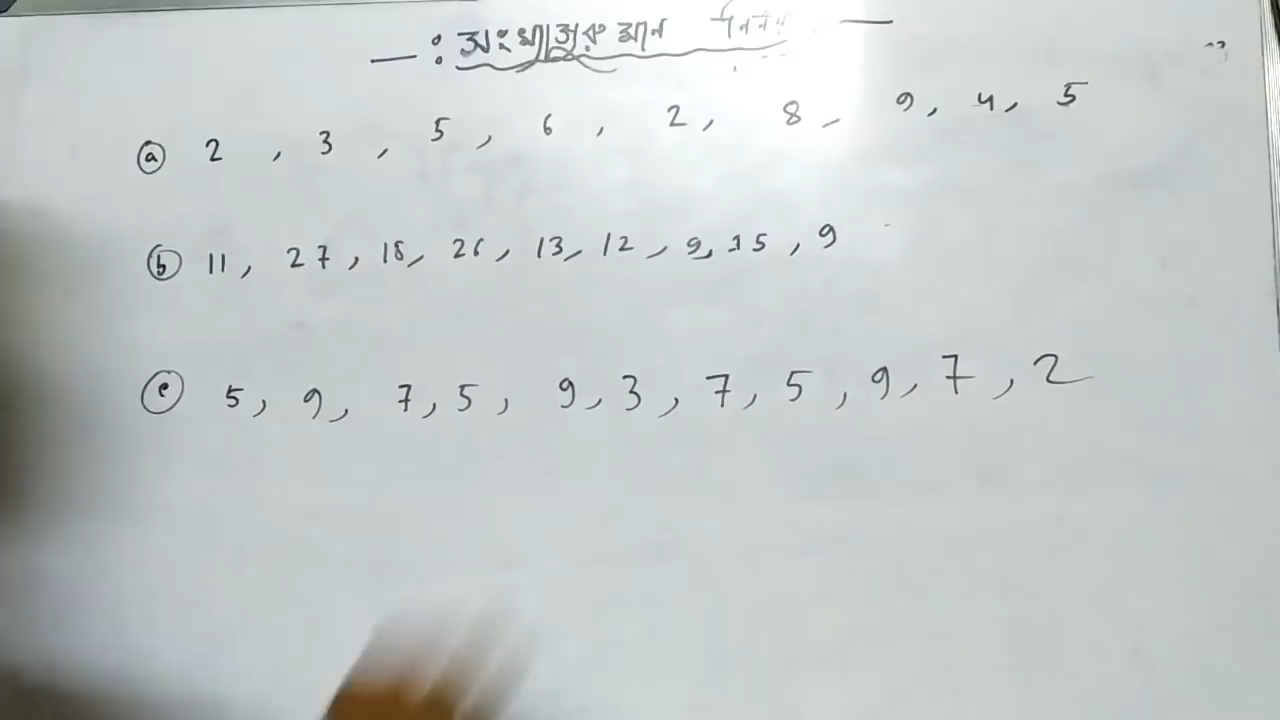 —: সংখ্যাগুরু মান
ⓐ 2 , 3 , 5 , 6 , 2 , 8 , 9 , 4 , 5
ⓑ 11 , 27 , 18 , 26 , 13 , 12 , 9 , 15 , 9
ⓒ 5 , 9 , 7 , 5 , 9 , 3 , 7 , 5 , 9 , 7 , 2